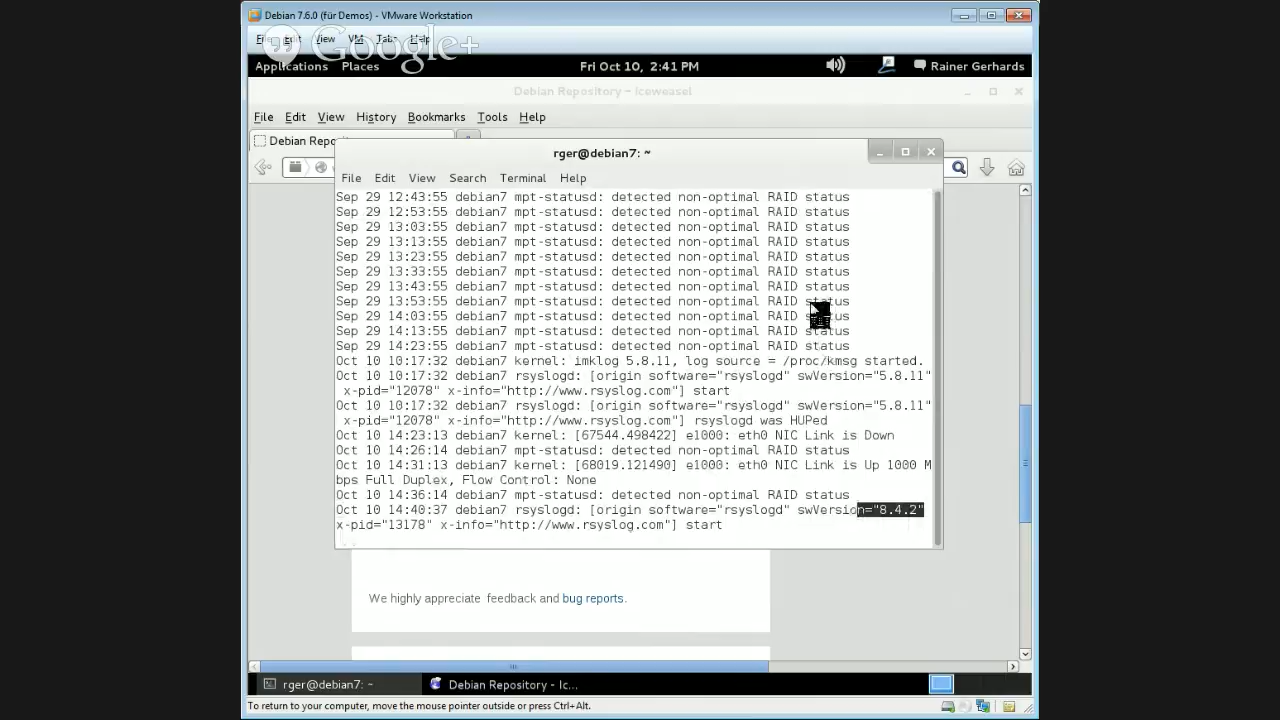 Debian 7.6.0 (für Demos) - VMware Workstation
File Edit View VM Tabs Help
Google+
Applications Places Fri Oct 10, 2:41 PM Rainer Gerhards
Debian Repository ~ Iceweasel
File Edit View History Bookmarks Tools Help
Debian Repo
rger@debian7: ~
File Edit View Search Terminal Help
Sep 29 12:43:55 debian7 mpt-statusd: detected non-optimal RAID status
Sep 29 12:53:55 debian7 mpt-statusd: detected non-optimal RAID status
Sep 29 13:03:55 debian7 mpt-statusd: detected non-optimal RAID status
Sep 29 13:13:55 debian7 mpt-statusd: detected non-optimal RAID status
Sep 29 13:23:55 debian7 mpt-statusd: detected non-optimal RAID status
Sep 29 13:33:55 debian7 mpt-statusd: detected non-optimal RAID status
Sep 29 13:43:55 debian7 mpt-statusd: detected non-optimal RAID status
Sep 29 13:53:55 debian7 mpt-statusd: detected non-optimal RAID status
Sep 29 14:03:55 debian7 mpt-statusd: detected non-optimal RAID status
Sep 29 14:13:55 debian7 mpt-statusd: detected non-optimal RAID status
Sep 29 14:23:55 debian7 mpt-statusd: detected non-optimal RAID status
Oct 10 10:17:32 debian7 kernel: imklog 5.8.11, log source = /proc/kmsg started.
Oct 10 10:17:32 debian7 rsyslogd: [origin software="rsyslogd" swVersion="5.8.11"
x-pid="12078" x-info="http://www.rsyslog.com"] start
Oct 10 10:17:32 debian7 rsyslogd: [origin software="rsyslogd" swVersion="5.8.11"
x-pid="12078" x-info="http://www.rsyslog.com"] rsyslogd was HUPed
Oct 10 14:23:13 debian7 kernel: [67544.498422] e1000: eth0 NIC Link is Down
Oct 10 14:26:14 debian7 mpt-statusd: detected non-optimal RAID status
Oct 10 14:31:13 debian7 kernel: [68019.121490] e1000: eth0 NIC Link is Up 1000 M
bps Full Duplex, Flow Control: None
Oct 10 14:36:14 debian7 mpt-statusd: detected non-optimal RAID status
Oct 10 14:40:37 debian7 rsyslogd: [origin software="rsyslogd" swVersion="8.4.2"
x-pid="13178" x-info="http://www.rsyslog.com"] start
We highly appreciate feedback and bug reports.
rger@debian7: ~ Debian Repository - Ic...
To return to your computer, move the mouse pointer outside or press Ctrl+Alt.